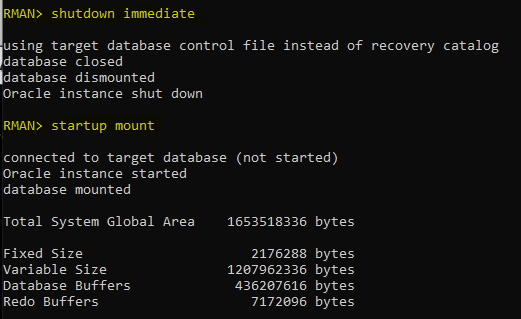 RMAN> shutdown immediate
using target database control file instead of recovery catalog
database closed
database dismounted
Oracle instance shut down
RMAN> startup mount
connected to target database (not started)
Oracle instance started
database mounted
Total System Global Area    1653518336 bytes
Fixed Size                     2176288 bytes
Variable Size               1207962336 bytes
Database Buffers             436207616 bytes
Redo Buffers                   7172096 bytes